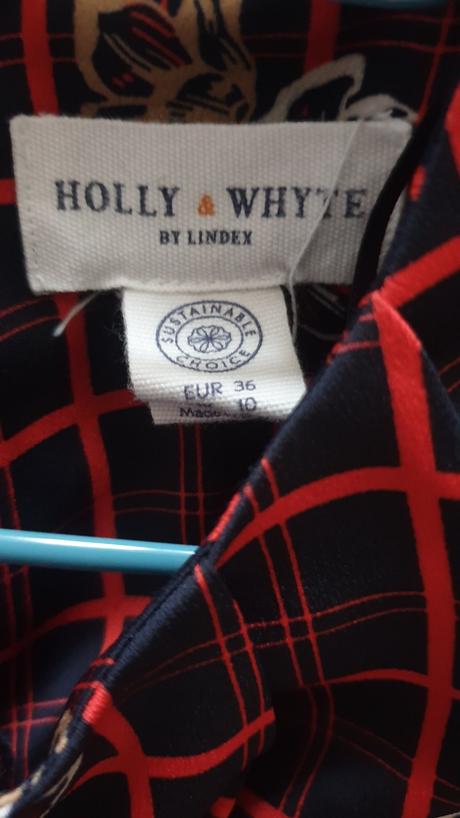 HOLLY & WHYTE
BY LINDEX
SUSTAINABLE
CHOICE
EUR 36
10